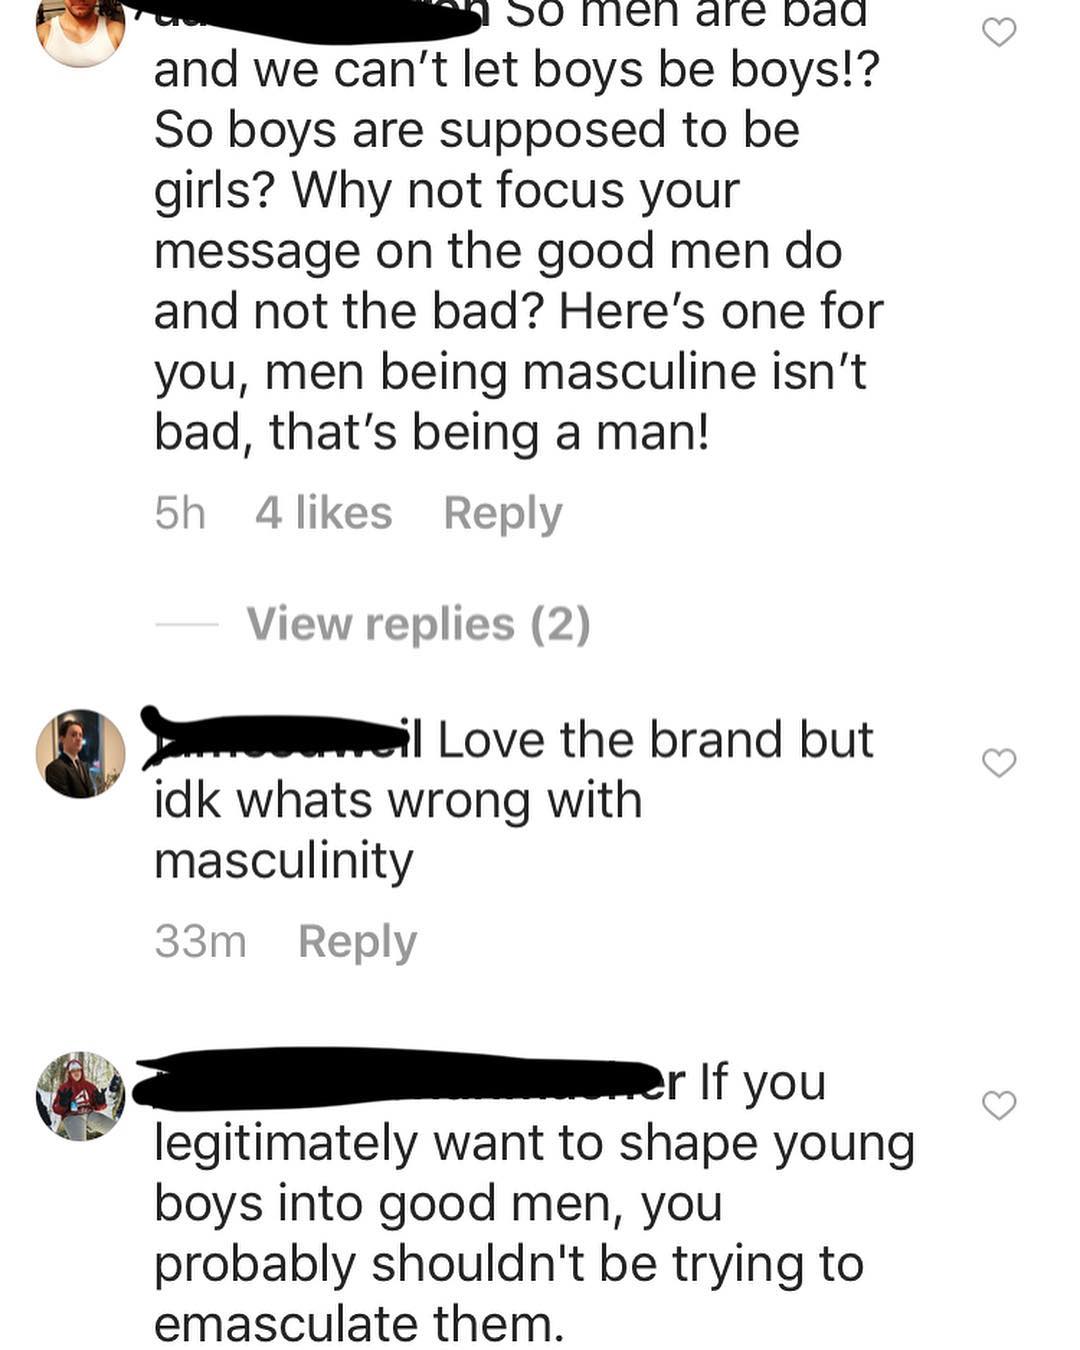 So men are bad
and we can’t let boys be boys!?
So boys are supposed to be
girls? Why not focus your
message on the good men do
and not the bad? Here’s one for
you, men being masculine isn’t
bad, that’s being a man!
5h 4 likes Reply
View replies (2)
Love the brand but
idk whats wrong with
masculinity
33m Reply
If you
legitimately want to shape young
boys into good men, you
probably shouldn't be trying to
emasculate them.